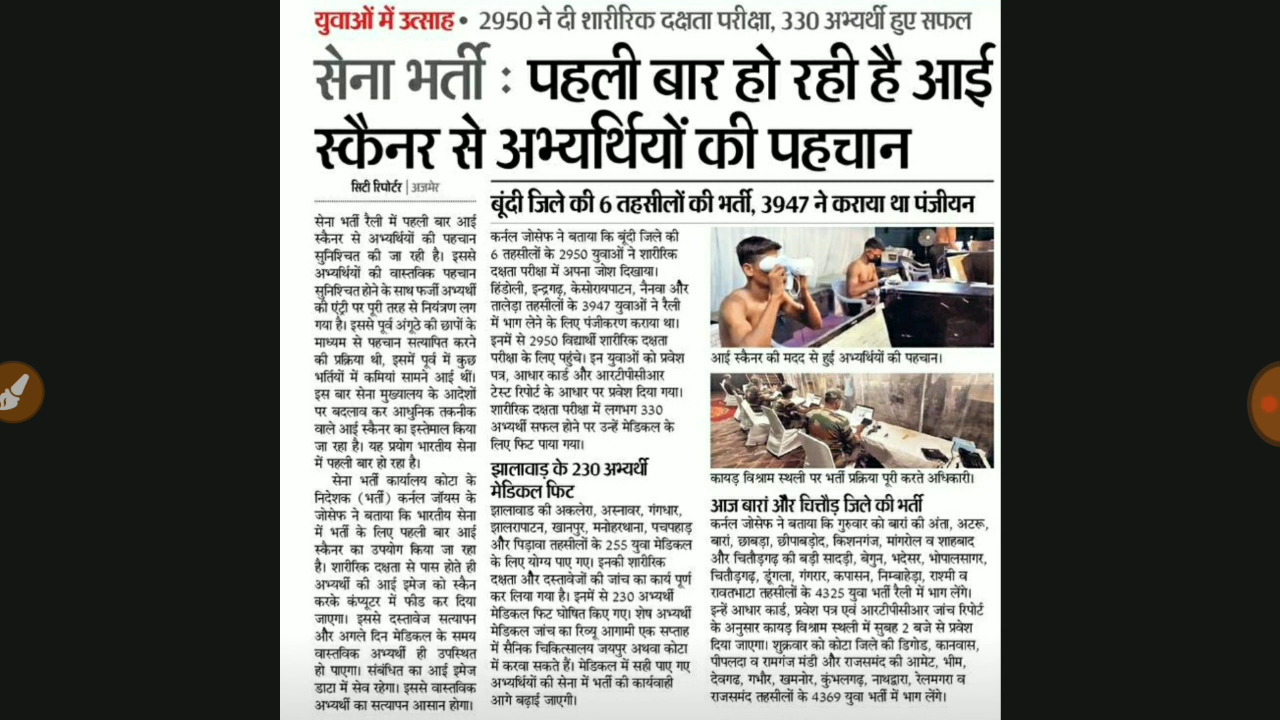 युवाओं में उत्साह • 2950 ने दी शारीरिक दक्षता परीक्षा, 330 अभ्यर्थी हुए सफल
सेना भर्ती : पहली बार हो रही है आई
स्कैनर से अभ्यर्थियों की पहचान
सिटी रिपोर्टर | अजमेर
सेना भर्ती रैली में पहली बार आई
स्कैनर से अभ्यर्थियों की पहचान
सुनिश्चित की जा रही है। इससे
अभ्यर्थियों की वास्तविक पहचान
सुनिश्चित होने के साथ फर्जी अभ्यर्थी
की एंट्री पर पूरी तरह से नियंत्रण लग
गया है। इससे पूर्व अंगूठे की छापों के
माध्यम से पहचान सत्यापित करने
की प्रक्रिया थी, इसमें पूर्व में कुछ
भर्तियों में कमियां सामने आई थीं।
इस बार सेना मुख्यालय के आदेशों
पर बदलाव कर आधुनिक तकनीक
वाले आई स्कैनर का इस्तेमाल किया
जा रहा है। यह प्रयोग भारतीय सेना
में पहली बार हो रहा है।
सेना भर्ती कार्यालय कोटा के
निदेशक (भर्ती) कर्नल जॉयस के
जोसेफ ने बताया कि भारतीय सेना
में भर्ती के लिए पहली बार आई
स्कैनर का उपयोग किया जा रहा
है। शारीरिक दक्षता से पास होते ही
अभ्यर्थी की आई इमेज को स्कैन
करके कंप्यूटर में फीड कर दिया
जाएगा। इससे दस्तावेज सत्यापन
और अगले दिन मेडिकल के समय
वास्तविक अभ्यर्थी ही उपस्थित
हो पाएगा। संबंधित का आई इमेज
डाटा में सेव रहेगा। इससे वास्तविक
अभ्यर्थी का सत्यापन आसान होगा।
बूंदी जिले की 6 तहसीलों की भर्ती, 3947 ने कराया था पंजीयन
कर्नल जोसेफ ने बताया कि बूंदी जिले की
6 तहसीलों के 2950 युवाओं ने शारीरिक
दक्षता परीक्षा में अपना जोश दिखाया।
हिंडोली, इन्द्रगढ़, केसोरायपाटन, नैनवा और
तालेड़ा तहसीलों के 3947 युवाओं ने रैली
में भाग लेने के लिए पंजीकरण कराया था।
इनमें से 2950 विद्यार्थी शारीरिक दक्षता
परीक्षा के लिए पहुंचे। इन युवाओं को प्रवेश
पत्र, आधार कार्ड और आरटीपीसीआर
टेस्ट रिपोर्ट के आधार पर प्रवेश दिया गया।
शारीरिक दक्षता परीक्षा में लगभग 330
अभ्यर्थी सफल होने पर उन्हें मेडिकल के
लिए फिट पाया गया।
झालावाड़ के 230 अभ्यर्थी
मेडिकल फिट
झालावाड की अकलेरा, अस्नावर, गंगधार,
झालरापाटन, खानपुर, मनोहरथाना, पचपहाड़
और पिड़ावा तहसीलों के 255 युवा मेडिकल
के लिए योग्य पाए गए। इनकी शारीरिक
दक्षता और दस्तावेजों की जांच का कार्य पूर्ण
कर लिया गया है। इनमें से 230 अभ्यर्थी
मेडिकल फिट घोषित किए गए। शेष अभ्यर्थी
मेडिकल जांच का रिव्यू आगामी एक सप्ताह
में सैनिक चिकित्सालय जयपुर अथवा कोटा
में करवा सकते हैं। मेडिकल में सही पाए गए
अभ्यर्थियों की सेना में भर्ती की कार्यवाही
आगे बढ़ाई जाएगी।
आई स्कैनर की मदद से हुई अभ्यर्थियों की पहचान।
कायड़ विश्राम स्थली पर भर्ती प्रक्रिया पूरी करते अधिकारी।
आज बारां और चित्तौड़ जिले की भर्ती
कर्नल जोसेफ ने बताया कि गुरुवार को बारां की अंता, अटरू,
बारां, छाबड़ा, छीपाबड़ोद, किशनगंज, मांगरोल व शाहबाद
और चितौड़गढ़ की बड़ी सादड़ी, बेगुन, भदेसर, भोपालसागर,
चितौड़गढ़, डूंगला, गंगरार, कपासन, निम्बाहेड़ा, राश्मी व
रावतभाटा तहसीलों के 4325 युवा भर्ती रैली में भाग लेंगे।
इन्हें आधार कार्ड, प्रवेश पत्र एवं आरटीपीसीआर जांच रिपोर्ट
के अनुसार कायड़ विश्राम स्थली में सुबह 2 बजे से प्रवेश
दिया जाएगा। शुक्रवार को कोटा जिले की डिगोड, कानवास,
पीपलदा व रामगंज मंडी और राजसमंद की आमेट, भीम,
देवगढ, गभौर, खमनोर, कुंभलगढ़, नाथद्वारा, रेलमगरा व
राजसमंद तहसीलों के 4369 युवा भर्ती में भाग लेंगे।